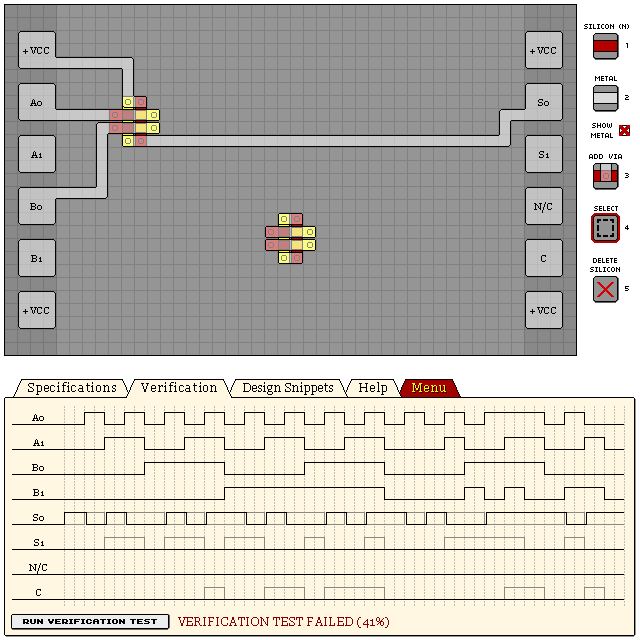 SILICON (N)
1
+VCC
+VCC
METAL
2
A0
S0
SHOW METAL
A1
S1
ADD VIA
3
B0
N/C
SELECT
4
B1
C
DELETE SILICON
5
+VCC
+VCC
Specifications Verification Design Snippets Help Menu
A0
A1
B0
B1
S0
S1
N/C
C
RUN VERIFICATION TEST VERIFICATION TEST FAILED (41%)